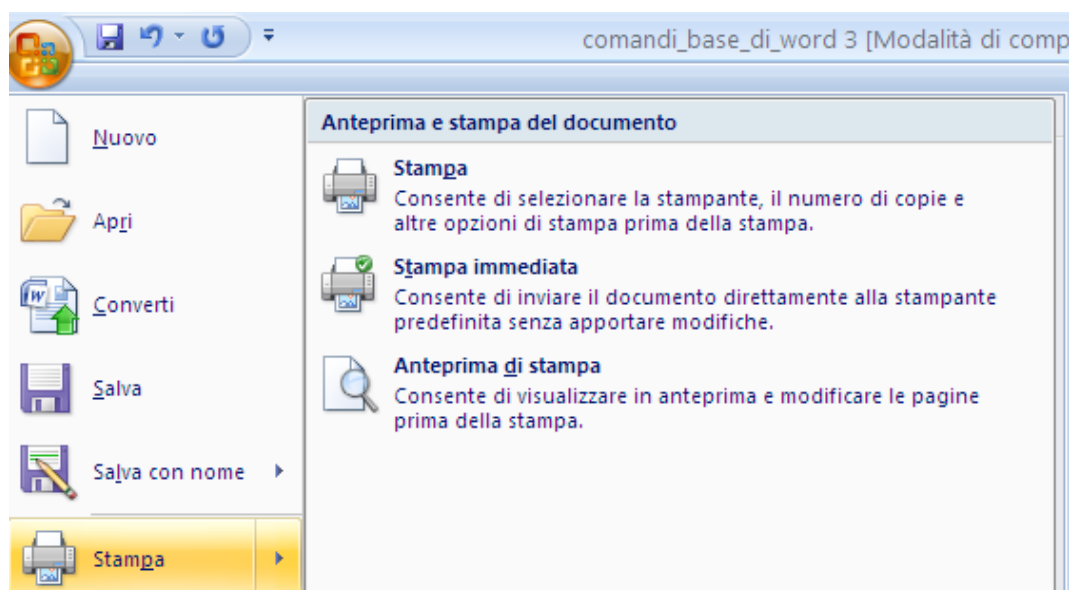 comandi_base_di_word 3 [Modalità di comp
Nuovo
Apri
Converti
Salva
Salva con nome
Stampa
Anteprima e stampa del documento
Stampa
Consente di selezionare la stampante, il numero di copie e
altre opzioni di stampa prima della stampa.
Stampa immediata
Consente di inviare il documento direttamente alla stampante
predefinita senza apportare modifiche.
Anteprima di stampa
Consente di visualizzare in anteprima e modificare le pagine
prima della stampa.